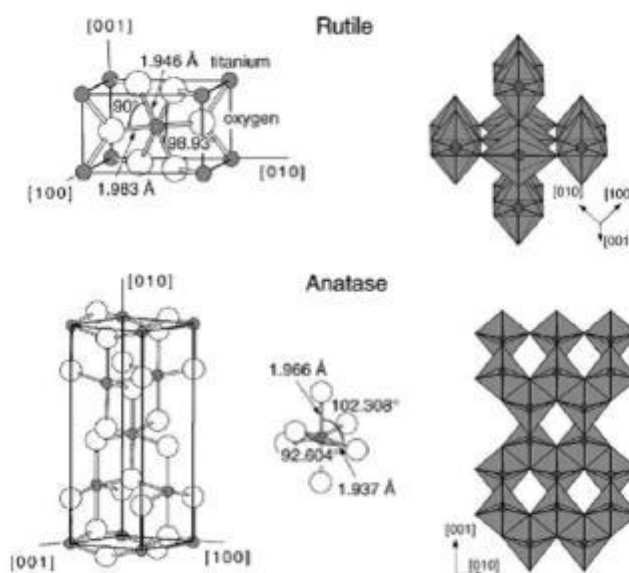 Rutile
[001]
1.946 Å
titanium
90°
oxygen
98.93°
[010]
[100]
1.983 Å
[010]
[100
[001]
Anatase
[010]
1.966 Å
102.308°
92.604°
1.937 Å
[001]
[100]
[001]
[010]